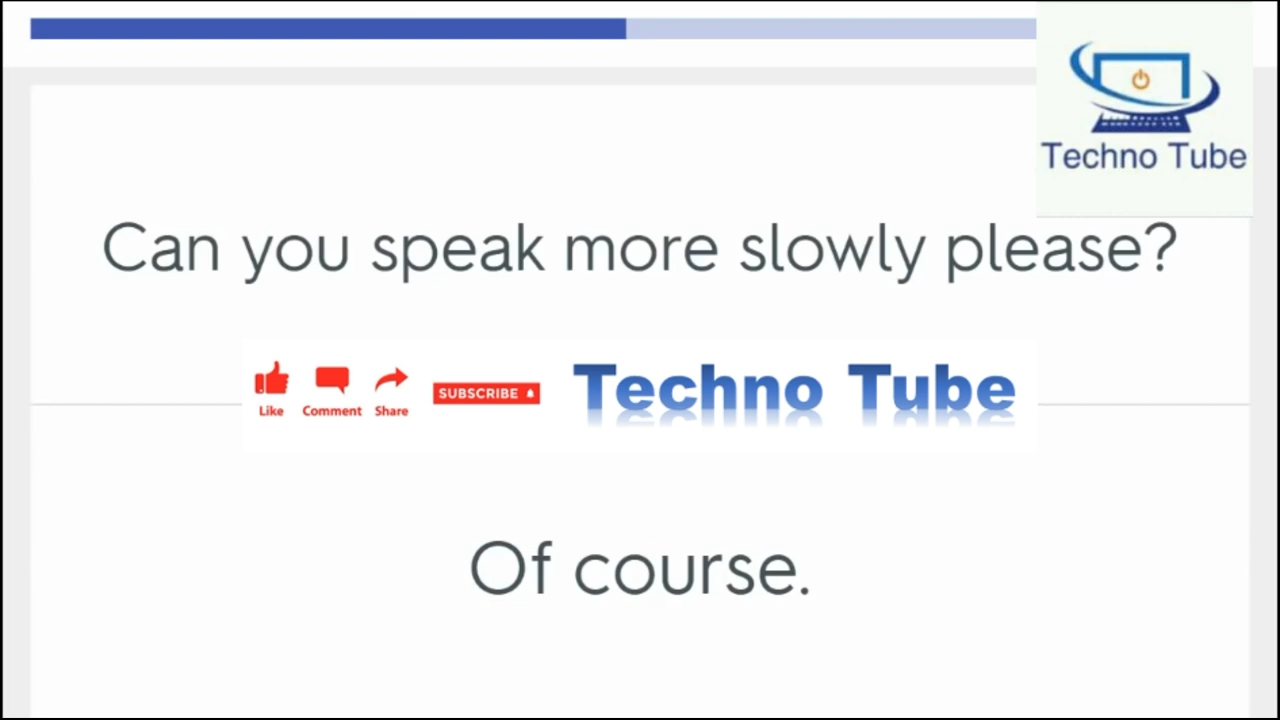 Techno Tube
Can you speak more slowly please?
Like Comment Share SUBSCRIBE Techno Tube
Of course.